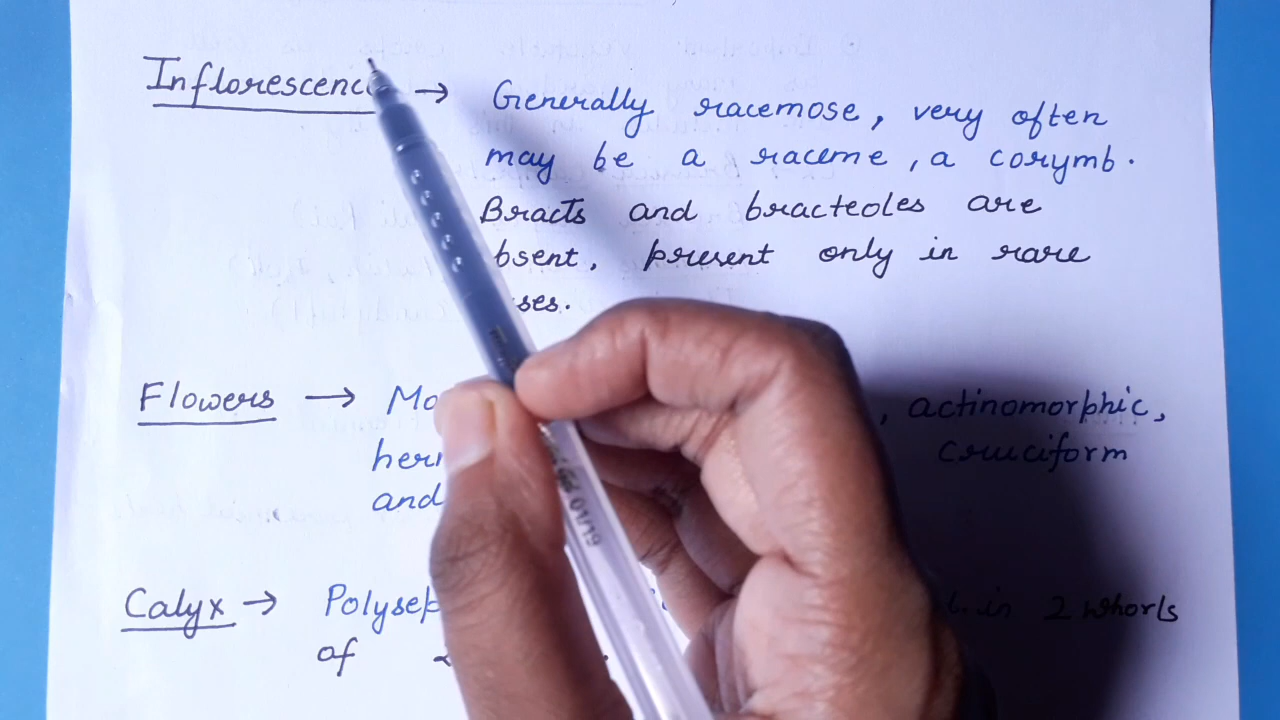 Inflorescence → Generally racemose, very often
may be a raceme, a corymb.
Bracts and bracteoles are
bsent, present only in rare
ses.
Flowers → Mo , actinomorphic,
her cruciform
and
Calyx → Polysep in 2 whorls
of